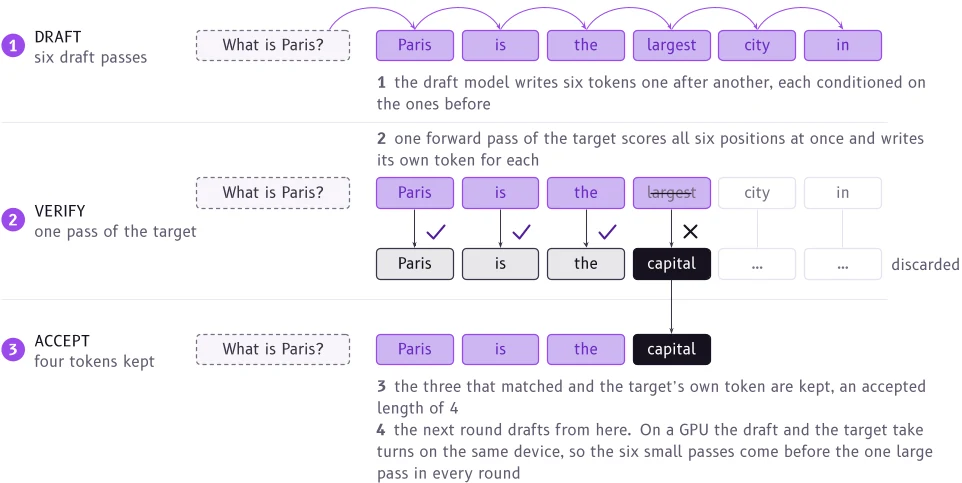 1
DRAFT
six draft passes
What is Paris?
Paris
is
the
largest
city
in
1 the draft model writes six tokens one after another, each conditioned on
the ones before
2 one forward pass of the target scores all six positions at once and writes
its own token for each
2
VERIFY
one pass of the target
What is Paris?
Paris
is
the
largest
city
in
Paris
is
the
capital
...
...
discarded
3
ACCEPT
four tokens kept
What is Paris?
Paris
is
the
capital
3 the three that matched and the target's own token are kept, an accepted
length of 4
4 the next round drafts from here. On a GPU the draft and the target take
turns on the same device, so the six small passes come before the one large
pass in every round